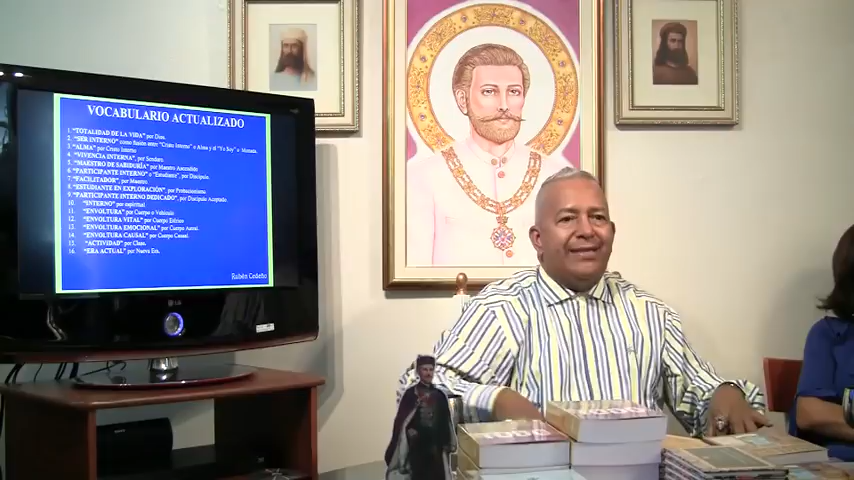 VOCABULARIO ACTUALIZADO
1. "TOTALIDAD DE LA VIDA" por Dios.
2. "SER INTERNO" como fusión entre "Cristo Interno" o Alma y el "Yo Soy" o Monada.
3. "ALMA" por Cristo Interno
4. "VIVENCIA INTERNA", por Sendero
5. "MAESTRO DE SABIDURÍA" por Maestro Ascendido
6. "PARTICIPANTE INTERNO" o "Estudiante", por Discípulo.
7. "FACILITADOR", por Maestro
8. "ESTUDIANTE EN EXPLORACIÓN," por Probacionista
9. "PARTICIPANTE INTERNO DEDICADO", por Discípulo Aceptado.
10. "INTERNO" por espiritual
11. "ENVOLTURA" por Cuerpo o Vehículo
12. "ENVOLTURA VITAL" por Cuerpo Etérico
13. "ENVOLTURA EMOCIONAL" por Cuerpo Astral.
14. "ENVOLTURA CAUSAL" por Cuerpo Causal.
15. "ACTIVIDAD" por Clase.
16. "ERA ACTUAL" por Nueva Era.
Rubén Cedeño
LG